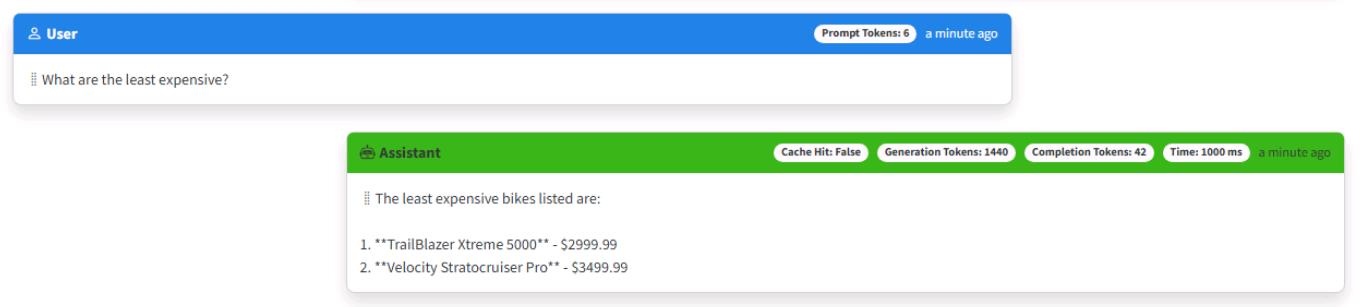 User
Prompt Tokens: 6 a minute ago
What are the least expensive?
Assistant
Cache Hit: False Generation Tokens: 1440 Completion Tokens: 42 Time: 1000 ms a minute ago
The least expensive bikes listed are:
1. **TrailBlazer Xtreme 5000** - $2999.99
2. **Velocity Stratocruiser Pro** - $3499.99